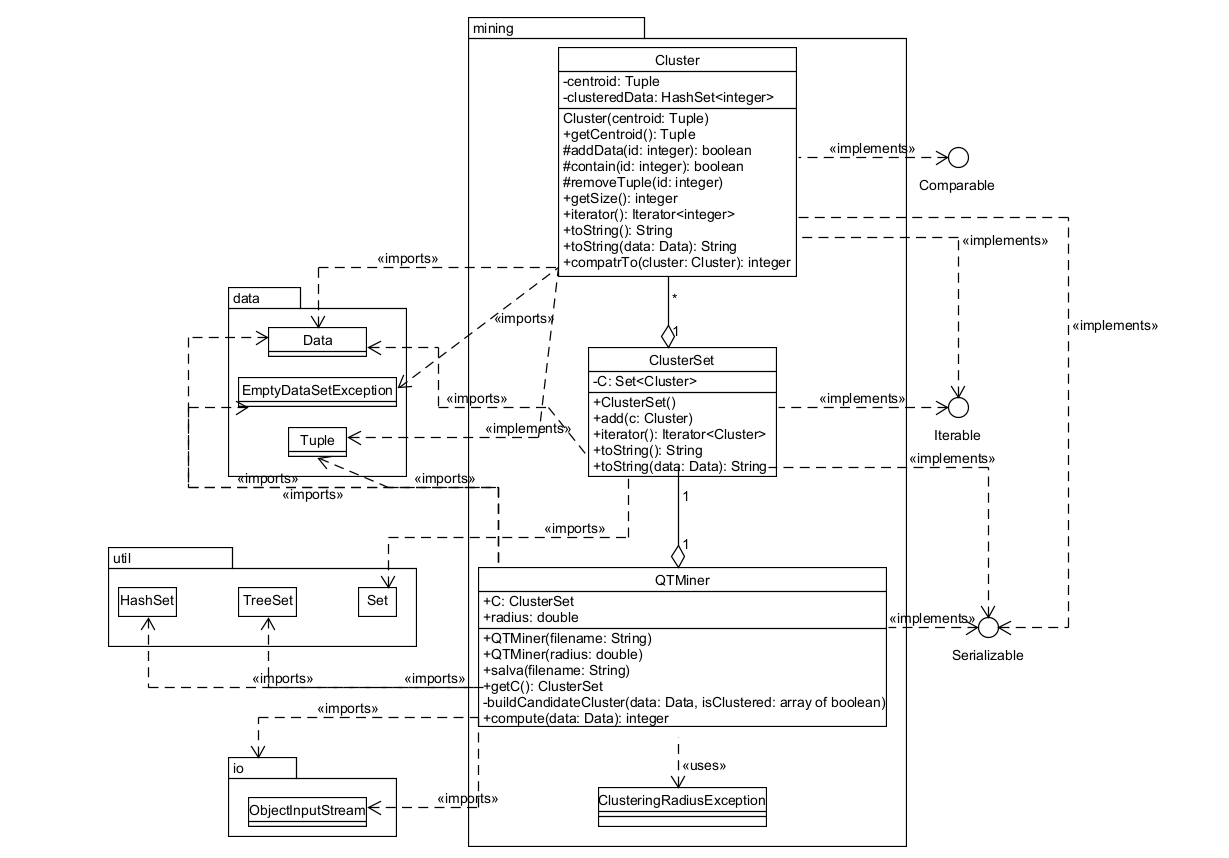 mining
Cluster
-centroid: Tuple
-clusteredData: HashSet<integer>
Cluster(centroid: Tuple)
+getCentroid(): Tuple
#addData(id: integer): boolean
#contain(id: integer): boolean
#removeTuple(id: integer)
+getSize(): integer
+iterator(): Iterator<integer>
+toString(): String
+toString(data: Data): String
+compatrTo(cluster: Cluster): integer
«implements»
Comparable
«implements»
«implements»
«imports»
«imports»
data
Data
EmptyDataSetException
Tuple
*
1
ClusterSet
-C: Set<Cluster>
+ClusterSet()
+add(c: Cluster)
+iterator(): Iterator<Cluster>
+toString(): String
+toString(data: Data): String
«imports»
«implements»
«implements»
Iterable
«implements»
«imports»
«imports»
«imports»
1
«imports»
1
util
HashSet
TreeSet
Set
QTMiner
+C: ClusterSet
+radius: double
+QTMiner(filename: String)
+QTMiner(radius: double)
+salva(filename: String)
+getC(): ClusterSet
-buildCandidateCluster(data: Data, isClustered: array of boolean)
+compute(data: Data): integer
«implements»
Serializable
«imports»
«imports»
«imports»
io
ObjectInputStream
«imports»
«uses»
ClusteringRadiusException